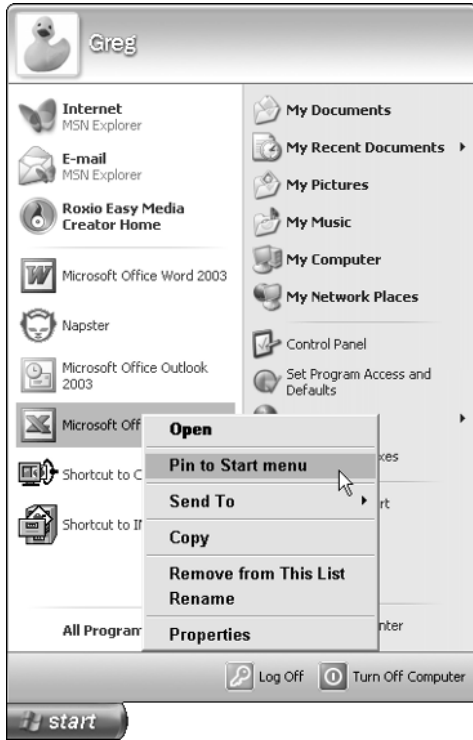 Greg
Internet
MSN Explorer
E-mail
MSN Explorer
Roxio Easy Media
Creator Home
Microsoft Office Word 2003
Napster
Microsoft Office Outlook
2003
Microsoft Off
Shortcut to C
Shortcut to
All Program
My Documents
My Recent Documents
My Pictures
My Music
My Computer
My Network Places
Control Panel
Set Program Access and
Defaults
xes
rt
nter
Open
Pin to Start menu
Send To
Copy
Remove from This List
Rename
Properties
Log Off
Turn Off Computer
start